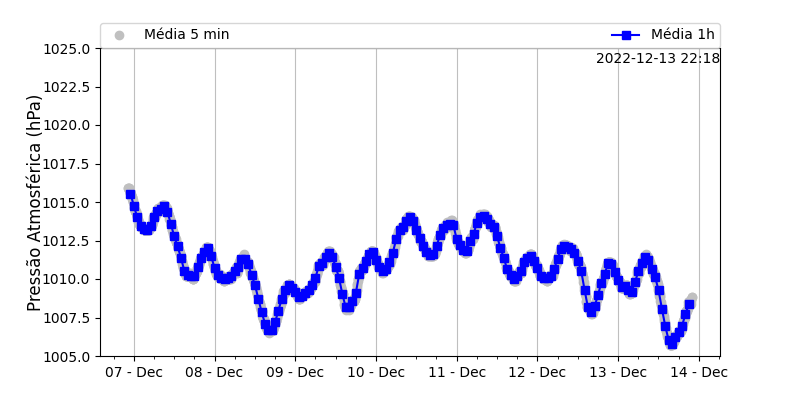 Média 5 min
Média 1h
2022-12-13 22:18
Pressão Atmosférica (hPa)
1025.0
1022.5
1020.0
1017.5
1015.0
1012.5
1010.0
1007.5
1005.0
07 - Dec
08 - Dec
09 - Dec
10 - Dec
11 - Dec
12 - Dec
13 - Dec
14 - Dec